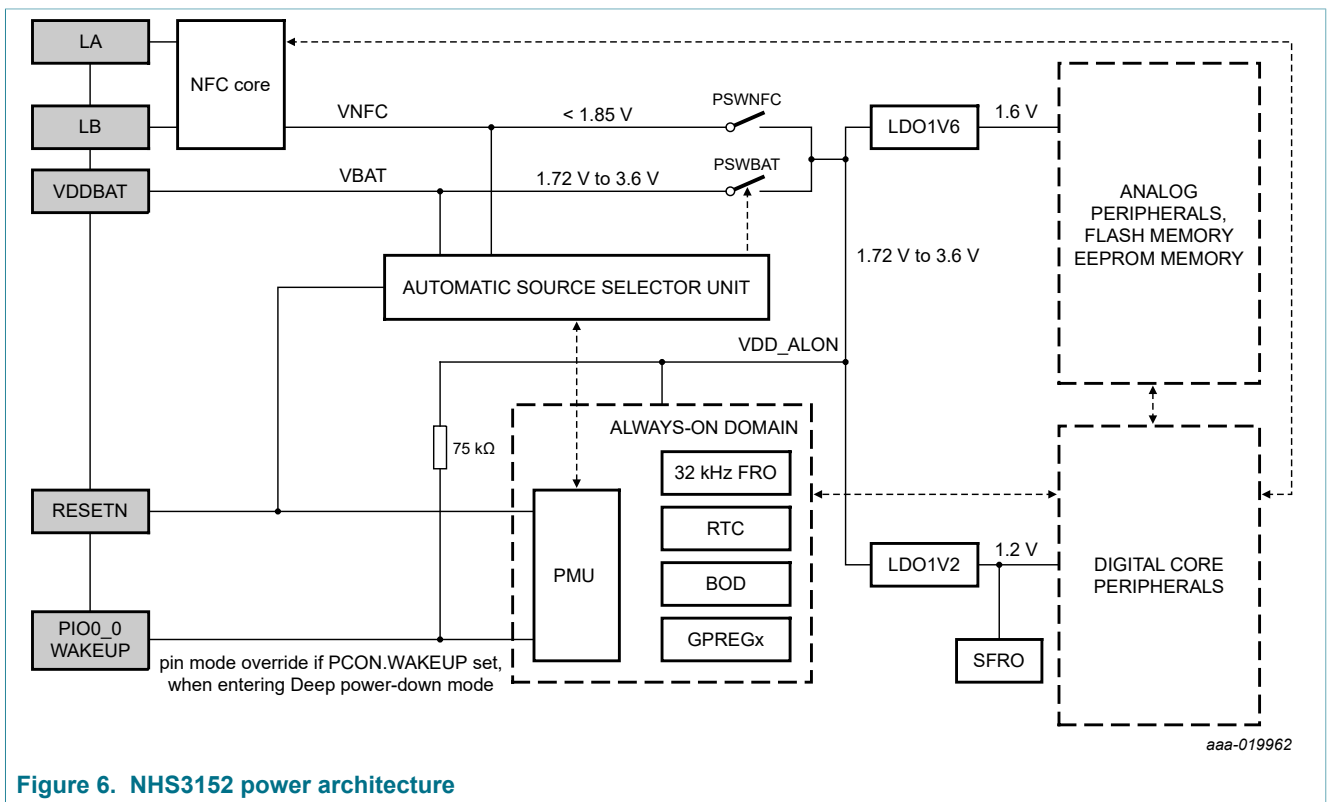 LA
NFC core
LB
VDDBAT
VNFC
< 1.85 V
PSWNFC
LDO1V6
1.6 V
VBAT
1.72 V to 3.6 V
PSWBAT
ANALOG
PERIPHERALS,
FLASH MEMORY
EEPROM MEMORY
1.72 V to 3.6 V
AUTOMATIC SOURCE SELECTOR UNIT
VDD_ALON
75 kΩ
ALWAYS-ON DOMAIN
32 kHz FRO
RTC
BOD
GPREGx
PMU
RESETN
PIO0_0
WAKEUP
pin mode override if PCON.WAKEUP set,
when entering Deep power-down mode
LDO1V2
1.2 V
SFRO
DIGITAL CORE
PERIPHERALS
aaa-019962
Figure 6. NHS3152 power architecture